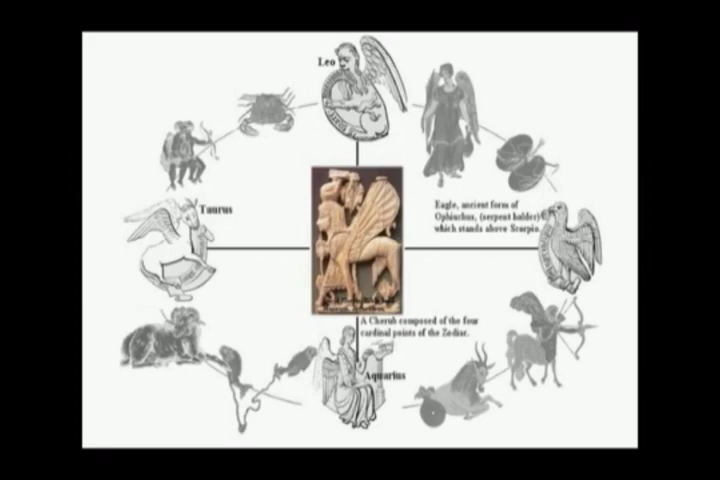 Leo
Taurus
Eagle, ancient form of
Ophiuchus, (serpent holder)
which stands above Scorpio.
A Cherub composed of the four
cardinal points of the Zodiac.
Aquarius